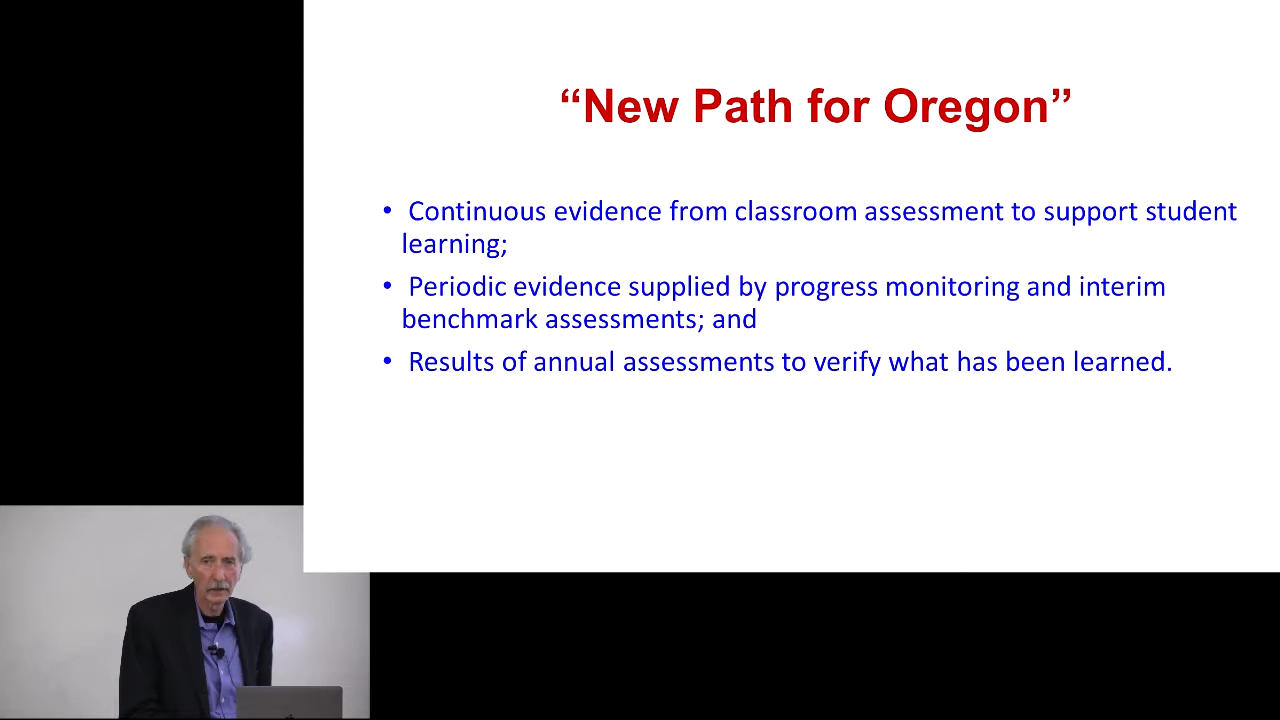 “New Path for Oregon”
• Continuous evidence from classroom assessment to support student
learning;
• Periodic evidence supplied by progress monitoring and interim
benchmark assessments; and
• Results of annual assessments to verify what has been learned.